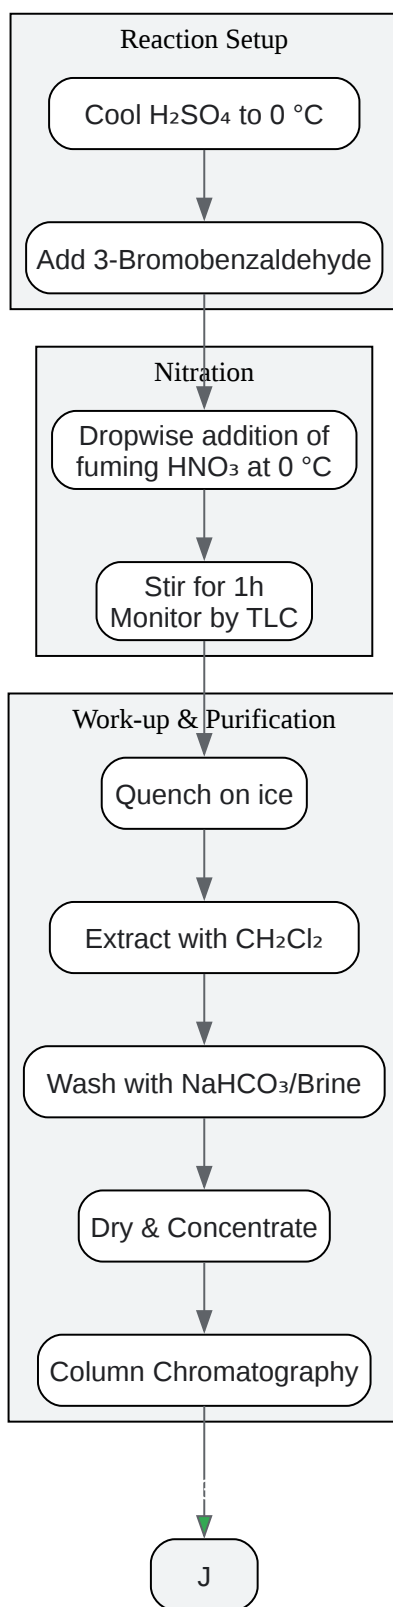 Reaction Setup
Cool H₂SO₄ to 0 °C
Add 3-Bromobenzaldehyde
Nitration
Dropwise addition of
fuming HNO₃ at 0 °C
Stir for 1h
Monitor by TLC
Work-up & Purification
Quench on ice
Extract with CH₂Cl₂
Wash with NaHCO₃/Brine
Dry & Concentrate
Column Chromatography
J